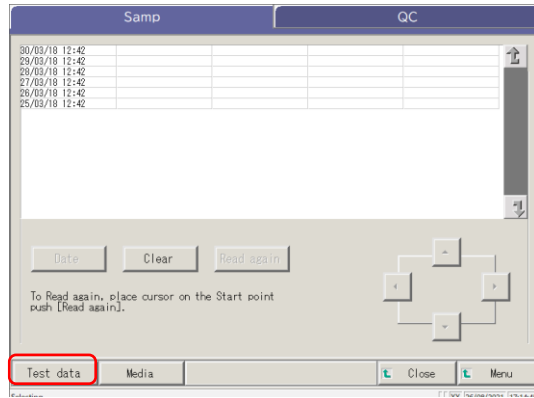 Samp QC
30/03/18 12:42
29/03/18 12:42
28/03/18 12:42
27/03/18 12:42
26/03/18 12:42
25/03/18 12:42
Date Clear Read again
To Read again, place cursor on the Start point
push [Read again].
Test data Media Close Menu